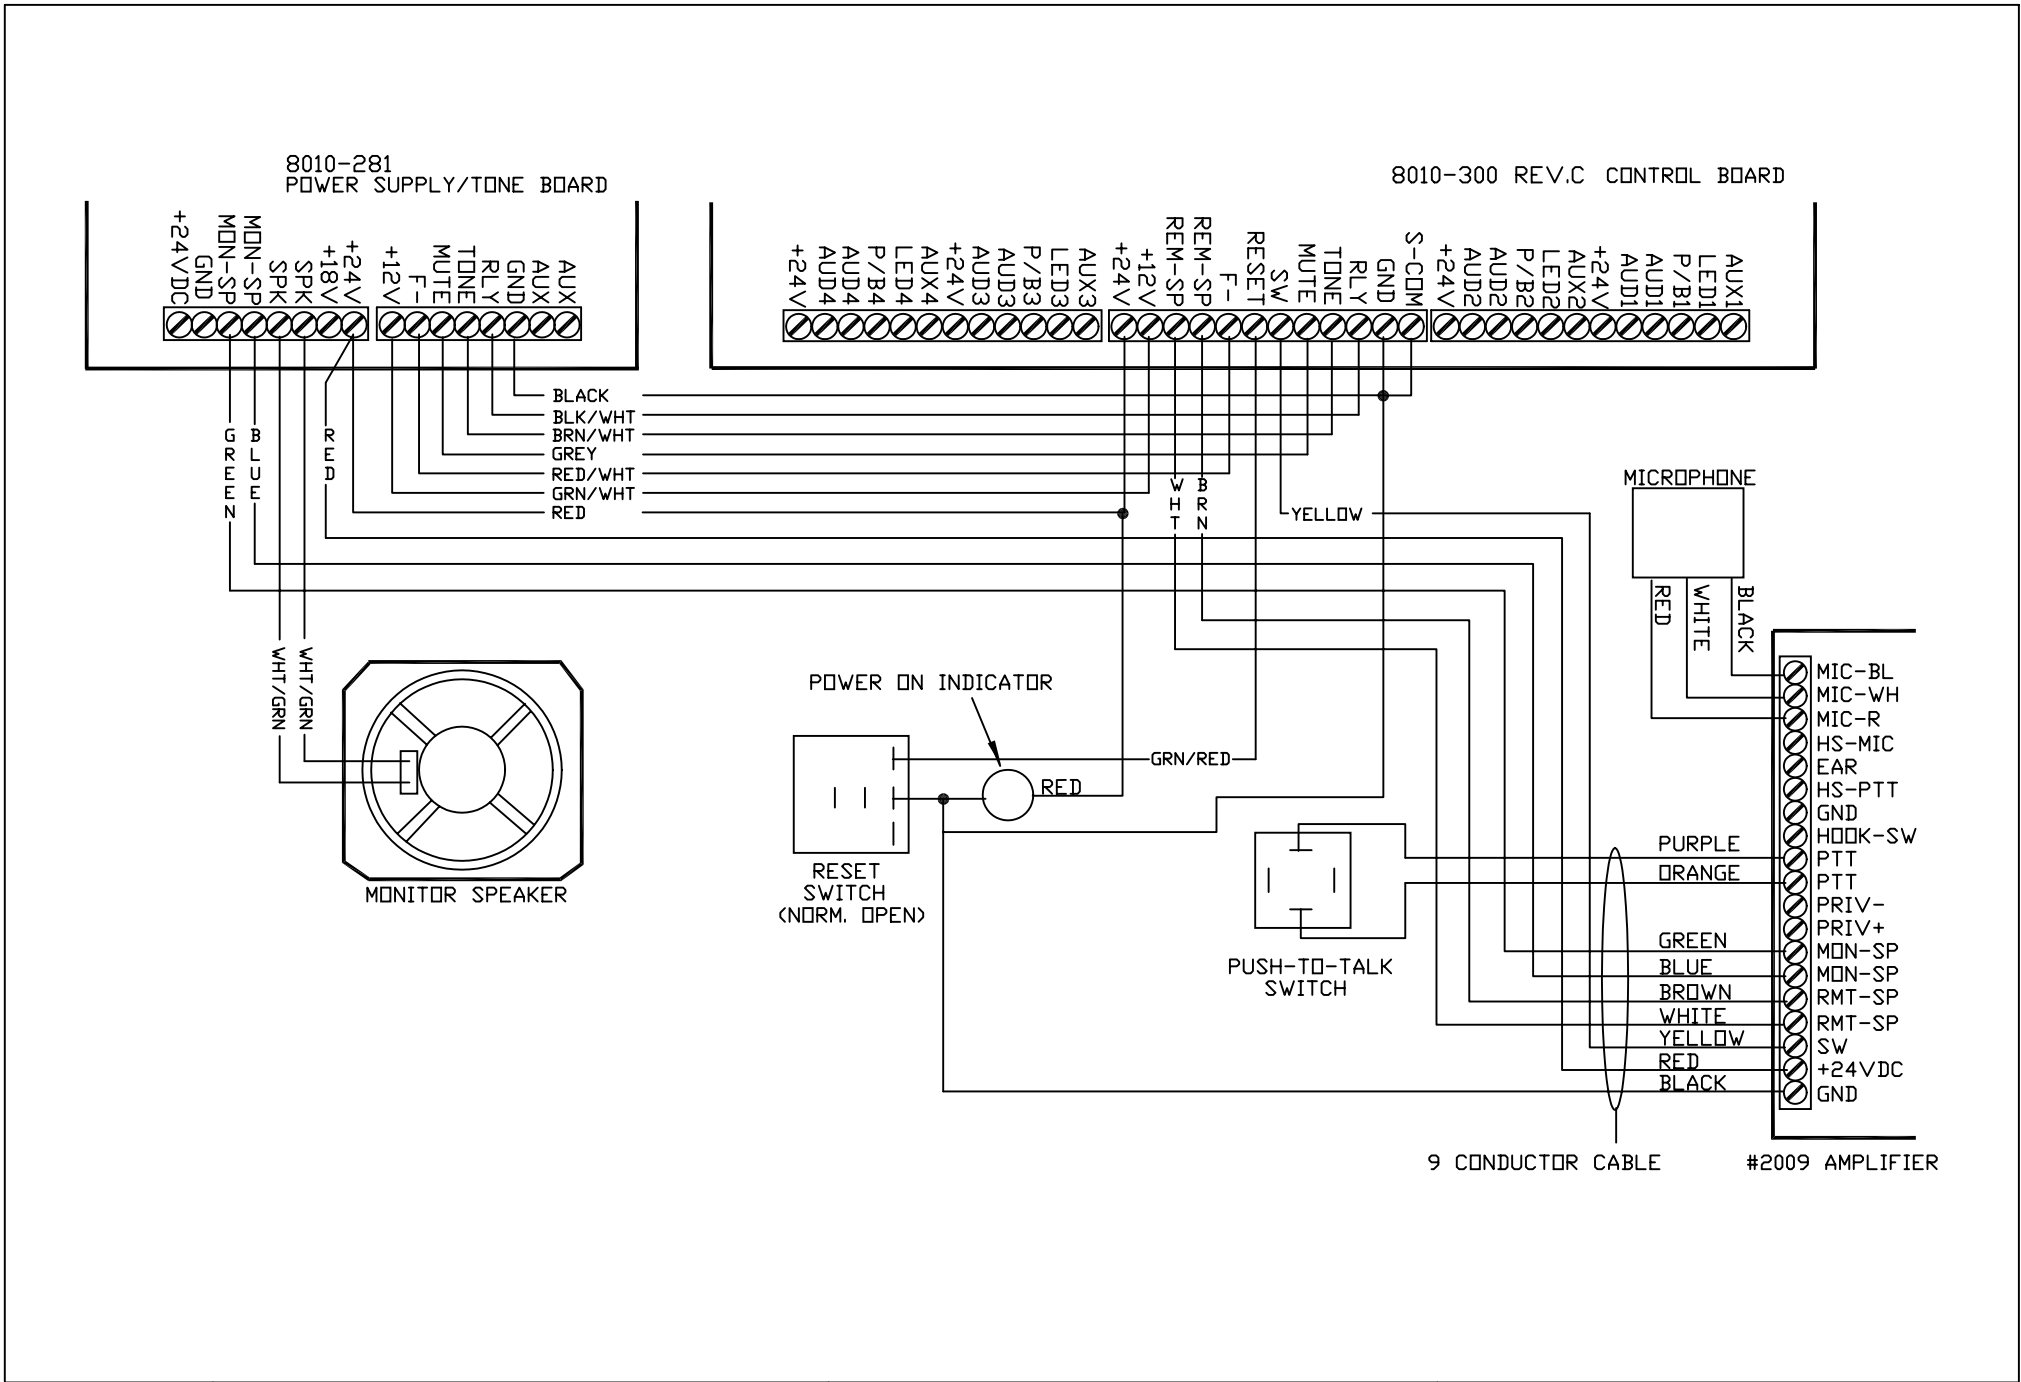 8010-281
POWER SUPPLY/TONE BOARD
8010-300 REV.C CONTROL BOARD
+24VDC
GND
MON-SP
MON-SP
SPK
SPK
+18V
+24V
+12V
F-
MUTE
TONE
RLY
GND
AUX
AUX
+24V
AUD4
AUD4
P/B4
LED4
AUX4
+24V
AUD3
AUD3
P/B3
LED3
AUX3
+24V
+12V
REM-SP
REM-SP
F-
RESET
SW
MUTE
TONE
RLY
GND
S-COM
+24V
AUD2
AUD2
P/B2
LED2
AUX2
+24V
AUD1
AUD1
P/B1
LED1
AUX1
BLACK
BLK/WHT
BRN/WHT
GREY
RED/WHT
GRN/WHT
RED
GREEN
BLUE
RED
WHT
BRN
YELLOW
MICROPHONE
RED
WHITE
BLACK
WHT/GRN
WHT/GRN
MONITOR SPEAKER
POWER ON INDICATOR
GRN/RED
RED
RESET
SWITCH
(NORM. OPEN)
PUSH-TO-TALK
SWITCH
PURPLE
ORANGE
GREEN
BLUE
BROWN
WHITE
YELLOW
RED
BLACK
MIC-BL
MIC-WH
MIC-R
HS-MIC
EAR
HS-PTT
GND
HOOK-SW
PTT
PTT
PRIV-
PRIV+
MON-SP
MON-SP
RMT-SP
RMT-SP
SW
+24VDC
GND
9 CONDUCTOR CABLE
#2009 AMPLIFIER